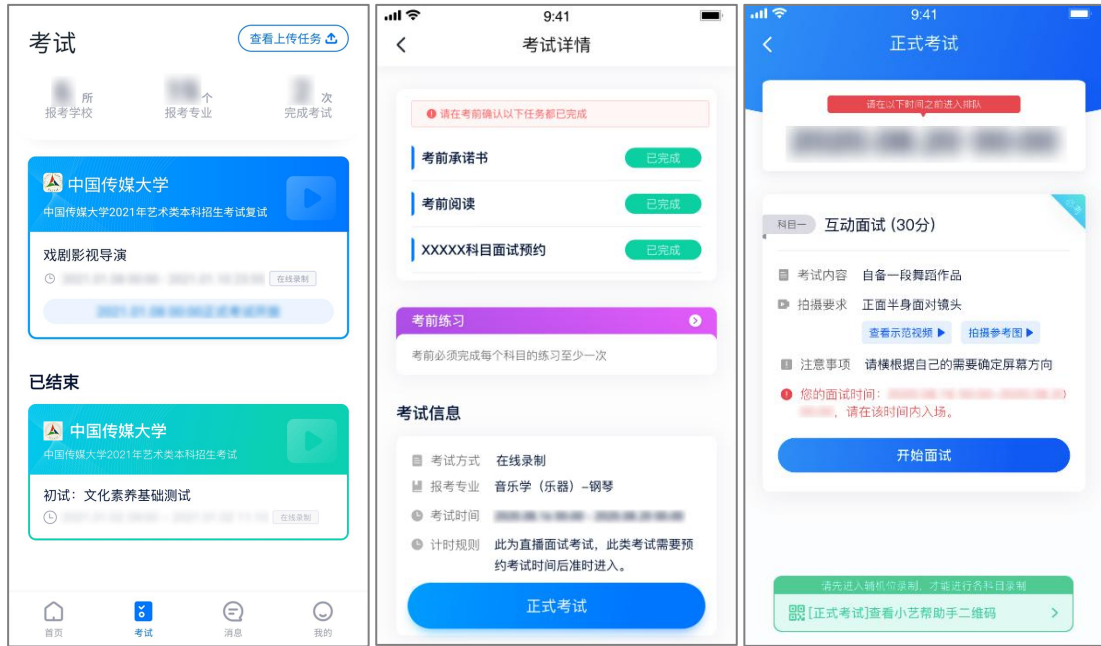 考试
查看上传任务
所
个
次
报考学校
报考专业
完成考试
中国传媒大学
中国传媒大学2021年艺术类本科招生考试复试
戏剧影视导演
在线录制
已结束
中国传媒大学
中国传媒大学2021年艺术类本科招生考试
初试：文化素养基础测试
在线录制
首页
考试
消息
我的
9:41
考试详情
请在考前确认以下任务都已完成
考前承诺书 已完成
考前阅读 已完成
XXXXX科目面试预约 已完成
考前练习
考前必须完成每个科目的练习至少一次
考试信息
考试方式 在线录制
报考专业 音乐学（乐器）-钢琴
考试时间
计时规则 此为直播面试考试，此类考试需要预
约考试时间后准时进入。
正式考试
9:41
正式考试
请在以下时间之前进入排队
科目一 互动面试 (30分)
考试内容 自备一段舞蹈作品
拍摄要求 正面半身面对镜头
查看示范视频 拍摄参考图
注意事项 请横根据自己的需要确定屏幕方向
您的面试时间：
，请在该时间内入场。
开始面试
请先进入辅机位录制，才能进行各科目录制
[正式考试]查看小艺帮助手二维码